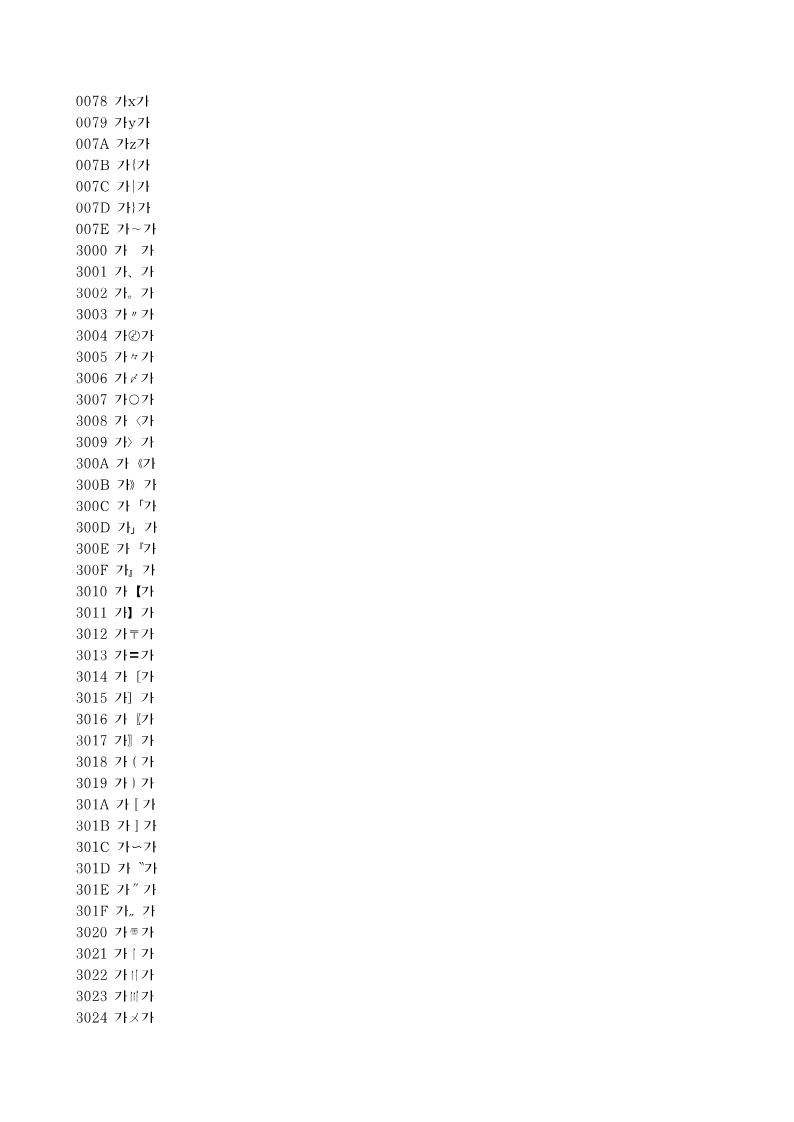 0078 가x가
0079 가y가
007A 가z가
007B 가{가
007C 가|가
007D 가}가
007E 가~가
3000 가　가
3001 가、가
3002 가。가
3003 가〃가
3004 가〄가
3005 가々가
3006 가〆가
3007 가〇가
3008 가〈가
3009 가〉가
300A 가《가
300B 가》가
300C 가「가
300D 가」가
300E 가『가
300F 가』가
3010 가【가
3011 가】가
3012 가〒가
3013 가〓가
3014 가〔가
3015 가〕가
3016 가〖가
3017 가〗가
3018 가〘가
3019 가〙가
301A 가〚가
301B 가〛가
301C 가〜가
301D 가〝가
301E 가〞가
301F 가〟가
3020 가〠가
3021 가〡가
3022 가〢가
3023 가〣가
3024 가〤가